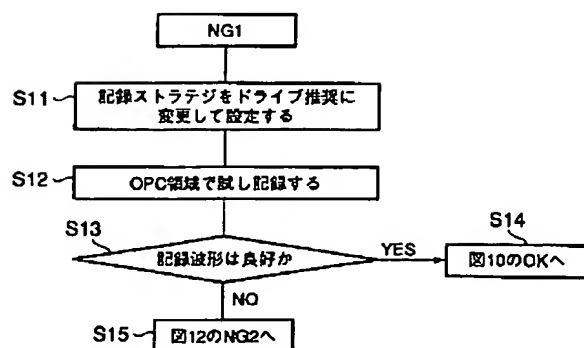 NG1
S11
記録ストラテジをドライブ推奨に
変更して設定する
S12
OPC領域で試し記録する
S13
記録波形は良好か
YES
S14
図10のOKへ
NO
S15
図12のNG2へ